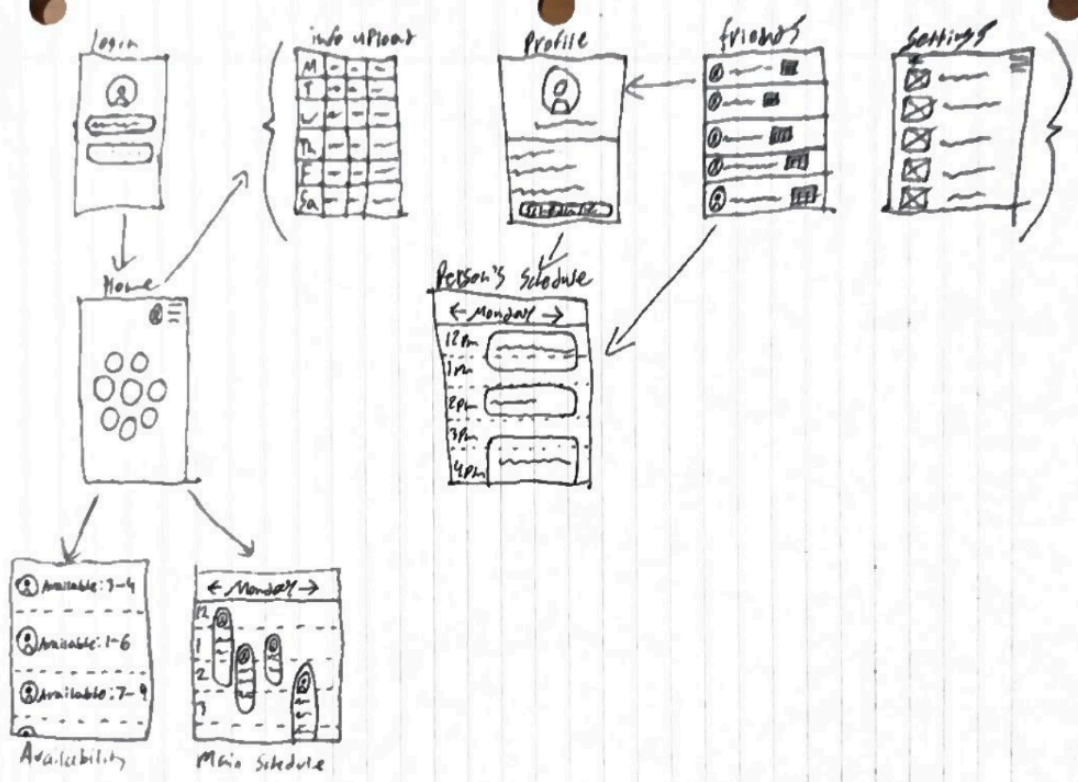 Login
info upload
Profile
friends
Settings
M
T
Th
F
Sa
Home
Person's Schedule
← Monday →
12pm
1pm
2pm
3pm
4pm
Available: 3-4
Available: 1-6
Available: 7-9
Availability
← Monday →
12
1
2
3
Main Schedule